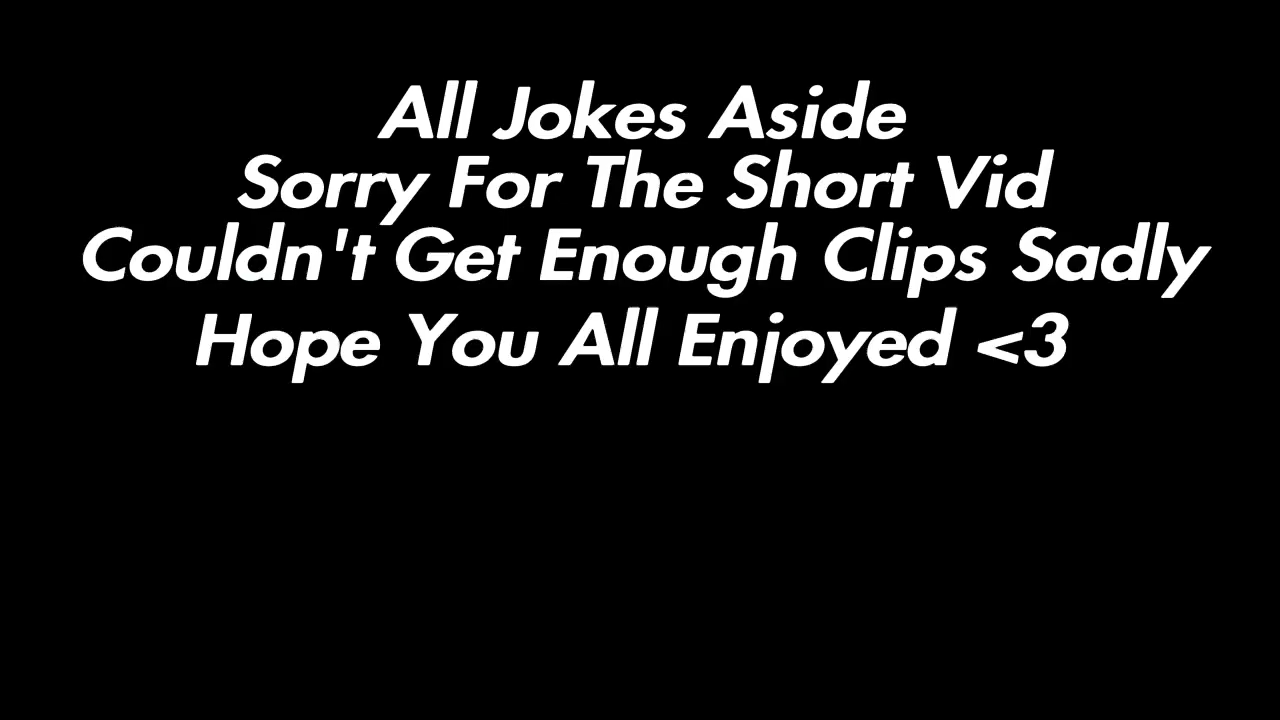 All Jokes Aside
Sorry For The Short Vid
Couldn't Get Enough Clips Sadly
Hope You All Enjoyed <3